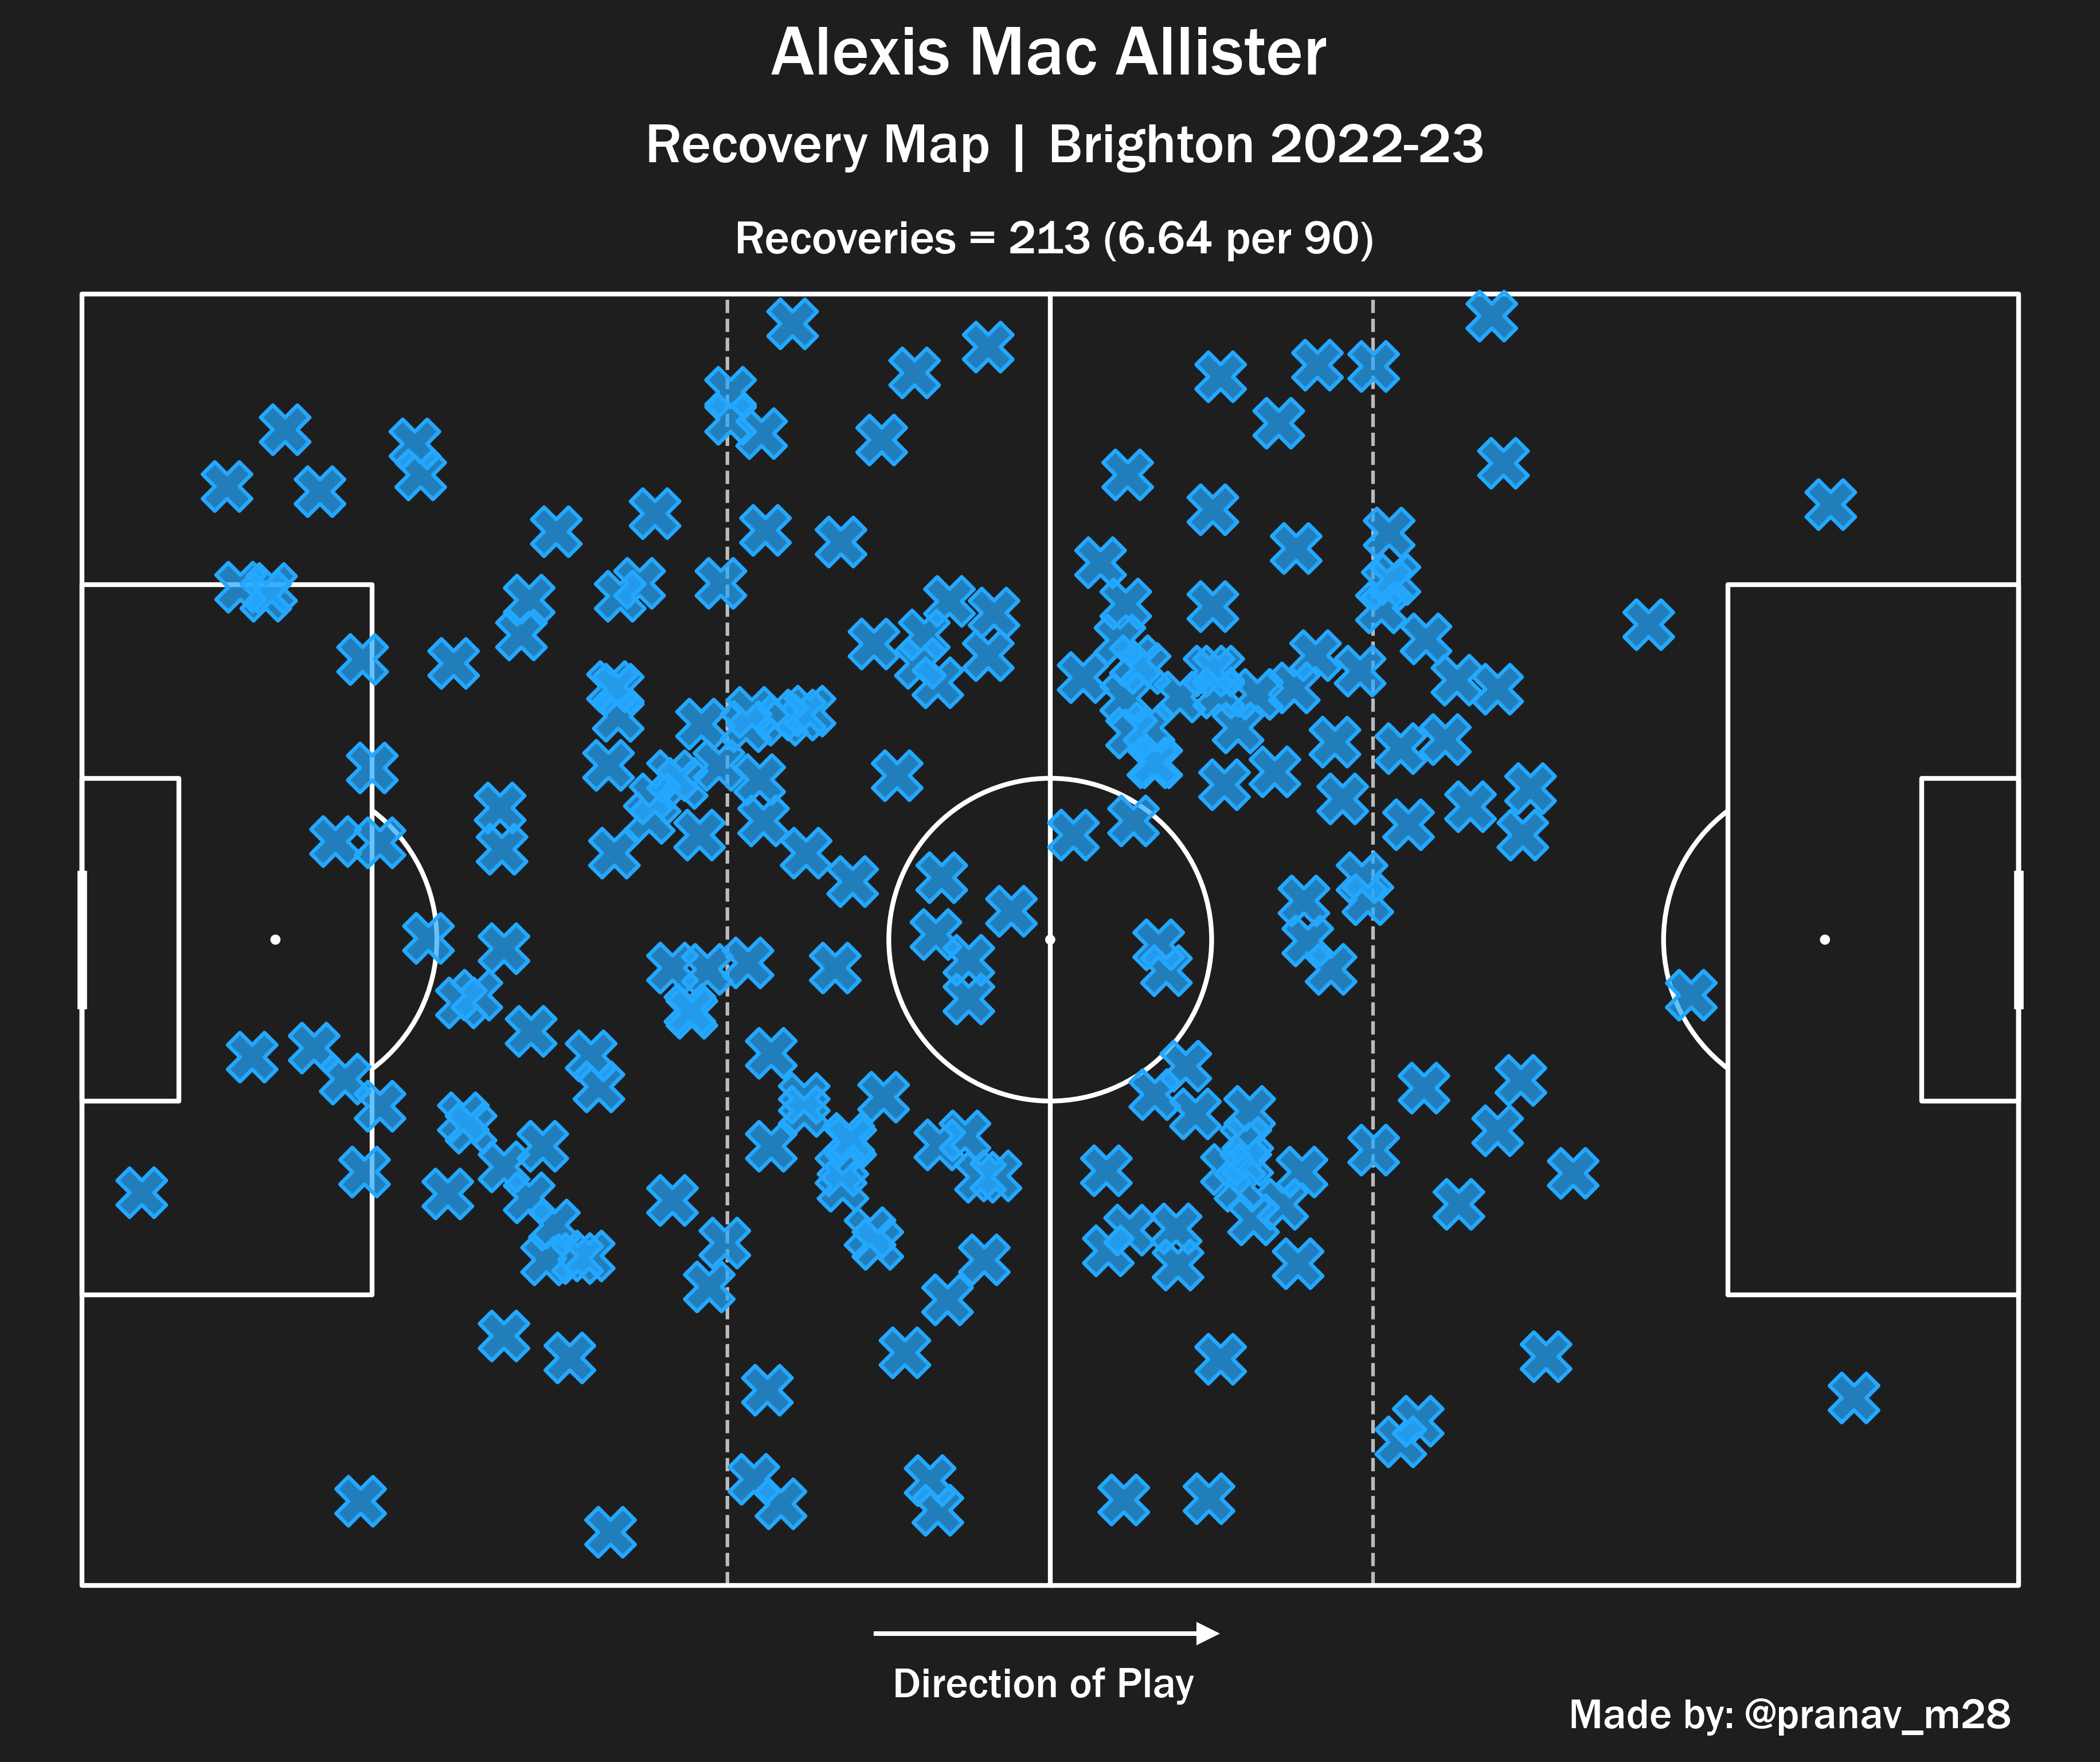 Alexis Mac Allister
Recovery Map | Brighton 2022-23
Recoveries = 213 (6.64 per 90)
Direction of Play
Made by: @pranav_m28